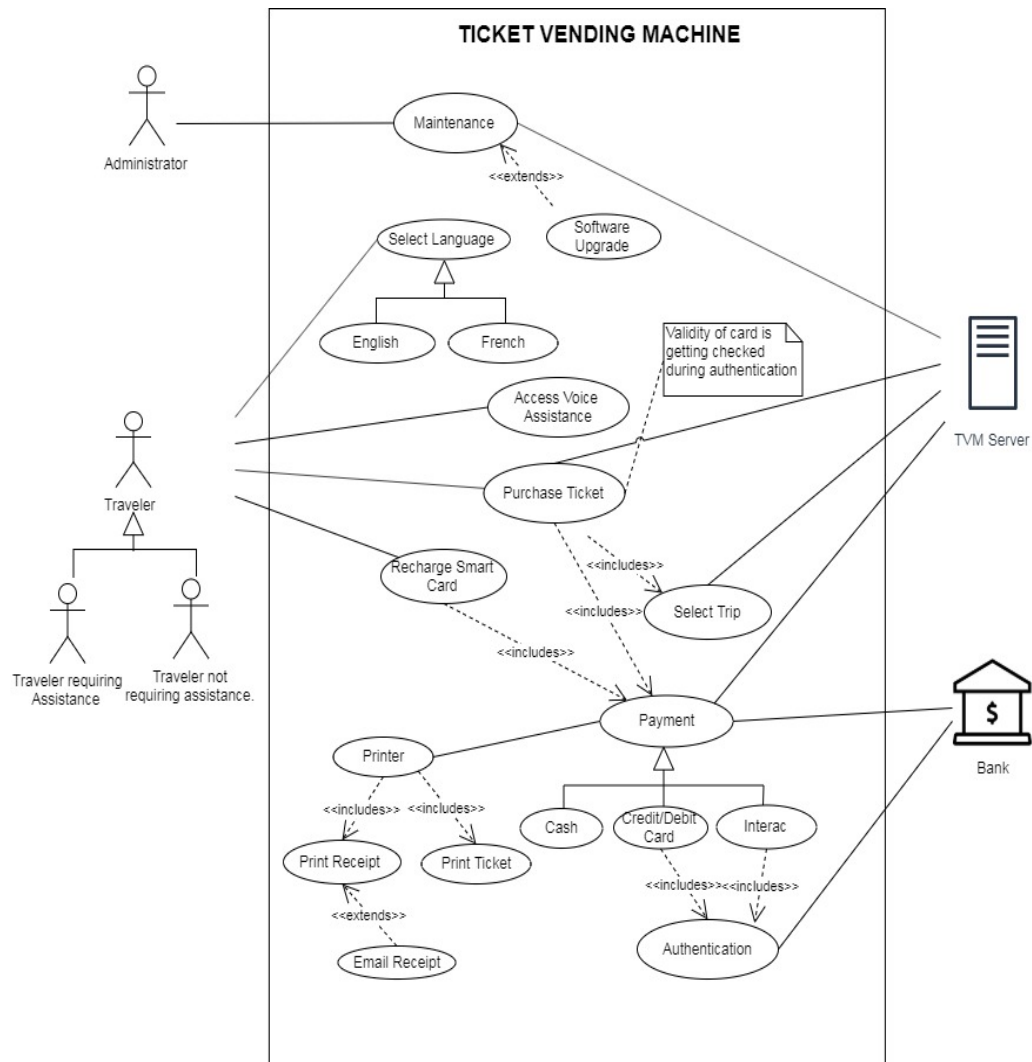 TICKET VENDING MACHINE
Maintenance
Administrator
<<extends>>
Software
Upgrade
Select Language
English
French
Validity of card is
getting checked
during authentication
Access Voice
Assistance
TVM Server
Purchase Ticket
Traveler
Recharge Smart
Card
<<includes>>
<<includes>>
Select Trip
<<includes>>
Traveler requiring
Assistance
Traveler not
requiring assistance.
Payment
$
Bank
Printer
<<includes>>
<<includes>>
Cash
Credit/Debit
Card
Interac
Print Receipt
Print Ticket
<<includes>>
<<includes>>
<<extends>>
Email Receipt
Authentication